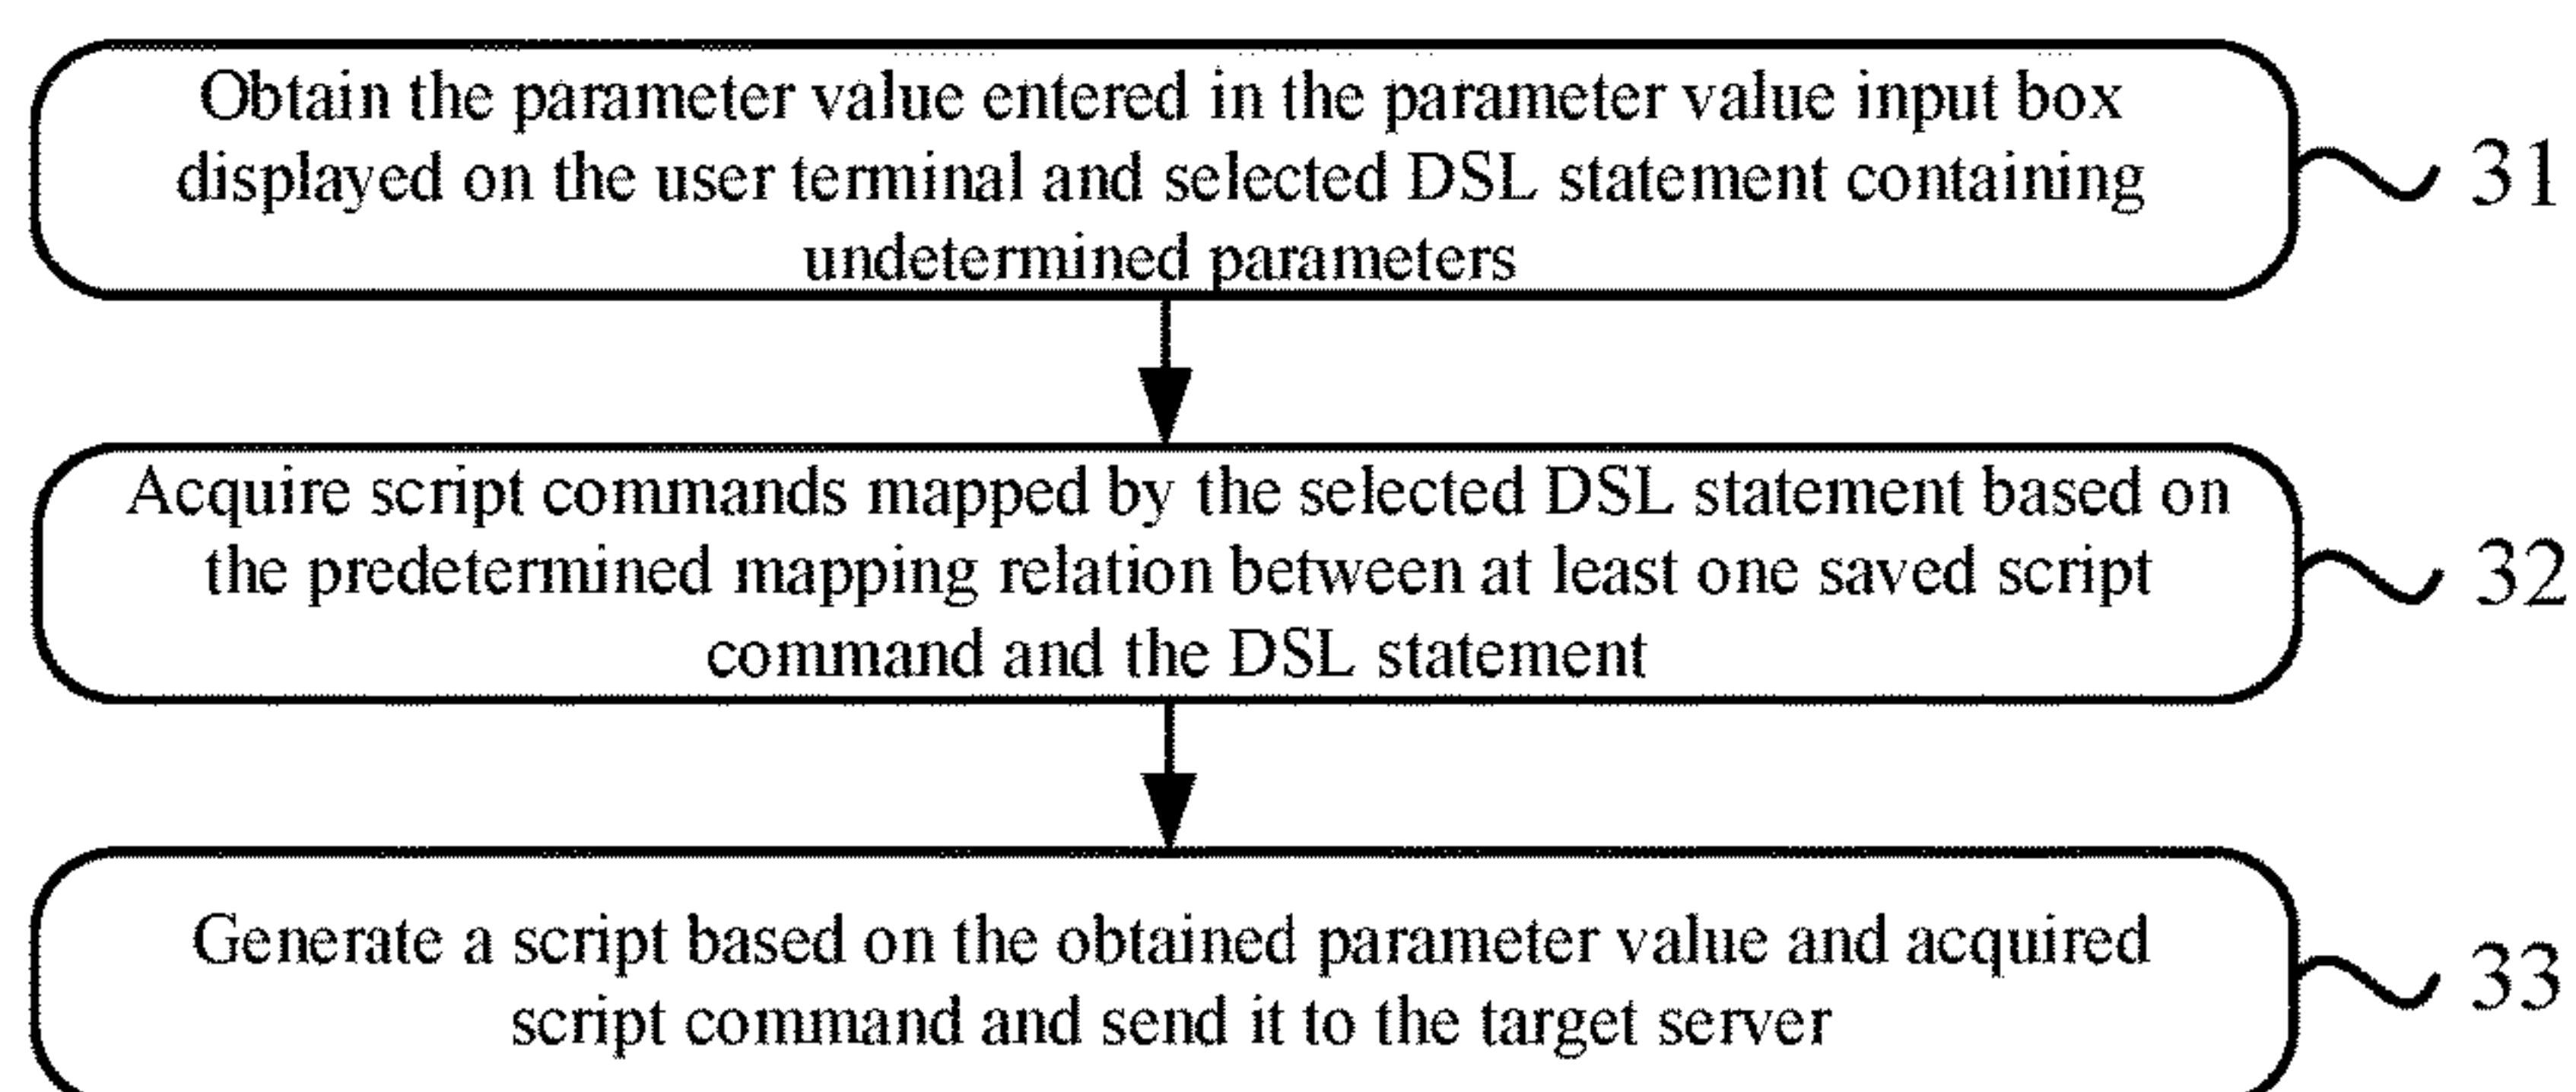 Obtain the parameter value entered in the parameter value input box
displayed on the user terminal and selected DSL statement containing
undetermined parameters
31
Acquire script commands mapped by the selected DSL statement based on
the predetermined mapping relation between at least one saved script
command and the DSL statement
32
Generate a script based on the obtained parameter value and acquired
script command and send it to the target server
33